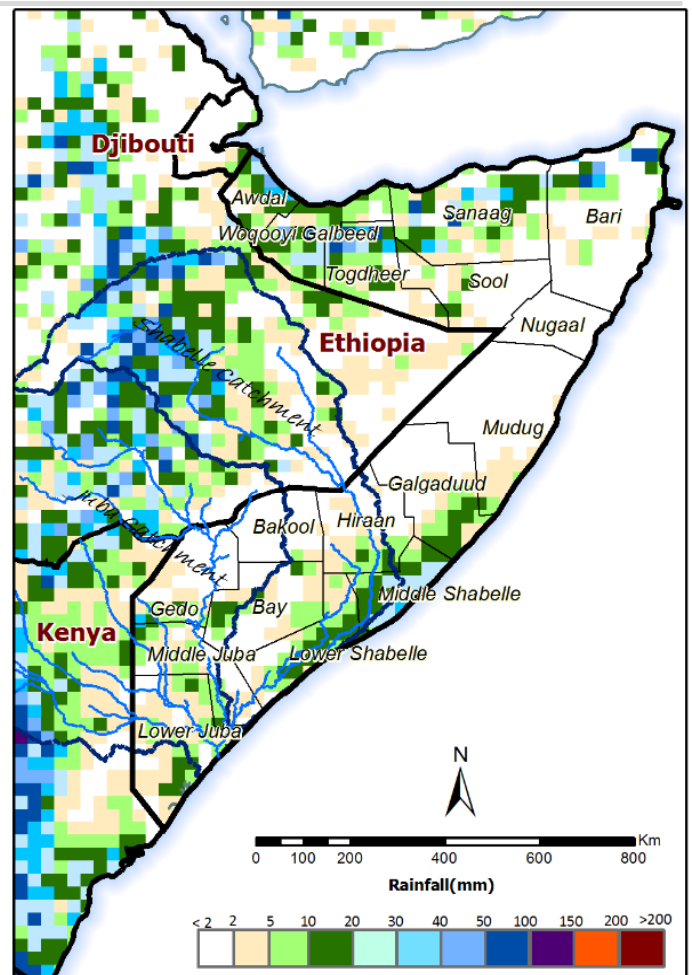 Djibouti
Awdal
Sanaag
Bari
Woqooyi Galbeed
Togdheer
Sool
Nugaal
Ethiopia
Shabelle Catchment
Mudug
Galgaduud
Hiraan
Bakool
Juba Catchment
Middle Shabelle
Gedo
Bay
Kenya
Middle Juba
Lower Shabelle
Lower Juba
N
Km
0 100 200 400 600 800
Rainfall(mm)
< 2 2 5 10 20 30 40 50 100 150 200 >200